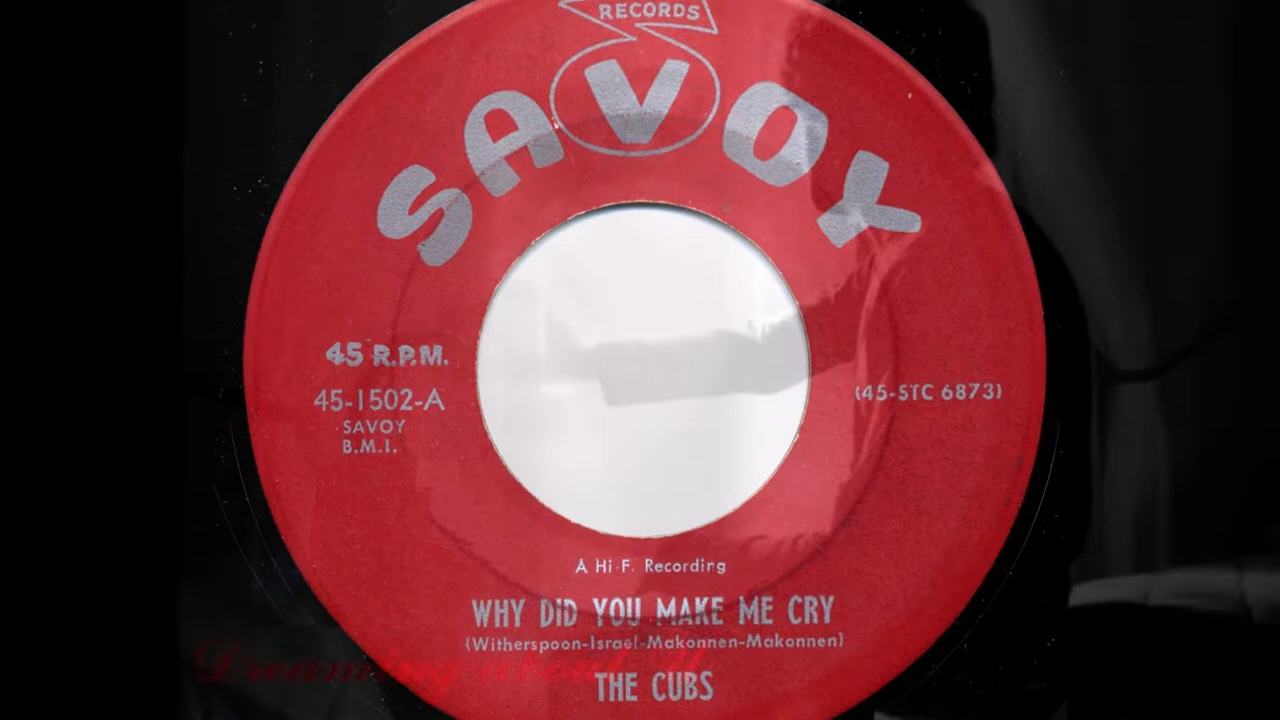 RECORDS
SAVOY
45 R.P.M.
45-1502-A
SAVOY
B.M.I.
(45-STC 6873)
A Hi-F. Recording
WHY DID YOU MAKE ME CRY
(Witherspoon-Israel-Makonnen-Makonnen)
Dreaming
THE CUBS